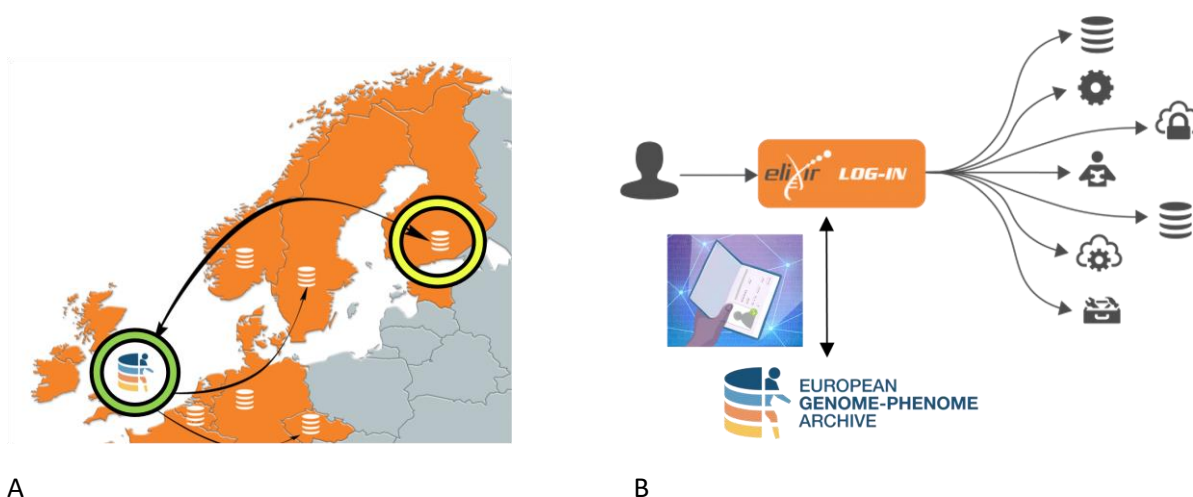 elixir LOG-IN
EUROPEAN
GENOME-PHENOME
ARCHIVE
A
B